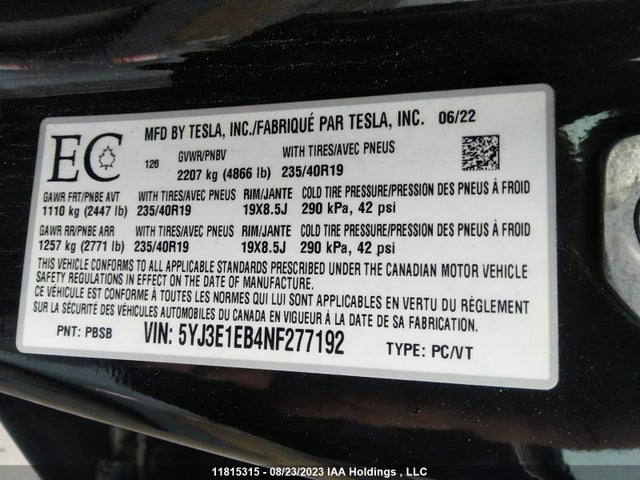 EC
MFD BY TESLA, INC./FABRIQUÉ PAR TESLA, INC. 06/22
126 GVWR/PNBV WITH TIRES/AVEC PNEUS
2207 kg (4866 lb) 235/40R19
GAWR FRT/PNBE AVT WITH TIRES/AVEC PNEUS RIM/JANTE COLD TIRE PRESSURE/PRESSION DES PNEUS À FROID
1110 kg (2447 lb) 235/40R19 19X8.5J 290 kPa, 42 psi
GAWR RR/PNBE ARR WITH TIRES/AVEC PNEUS RIM/JANTE COLD TIRE PRESSURE/PRESSION DES PNEUS À FROID
1257 kg (2771 lb) 235/40R19 19X8.5J 290 kPa, 42 psi
THIS VEHICLE CONFORMS TO ALL APPLICABLE STANDARDS PRESCRIBED UNDER THE CANADIAN MOTOR VEHICLE
SAFETY REGULATIONS IN EFFECT ON THE DATE OF MANUFACTURE.
CE VÉHICULE EST CONFORME À TOUTES LES NORMES QUI LUI SONT APPLICABLES EN VERTU DU RÈGLEMENT
SUR LA SÉCURITÉ DES VÉHICULES AUTOMOBILES DU CANADA EN VIGUEUR À LA DATE DE SA FABRICATION.
PNT: PBSB VIN: 5YJ3E1EB4NF277192 TYPE: PC/VT
11815315 - 08/23/2023 IAA Holdings , LLC